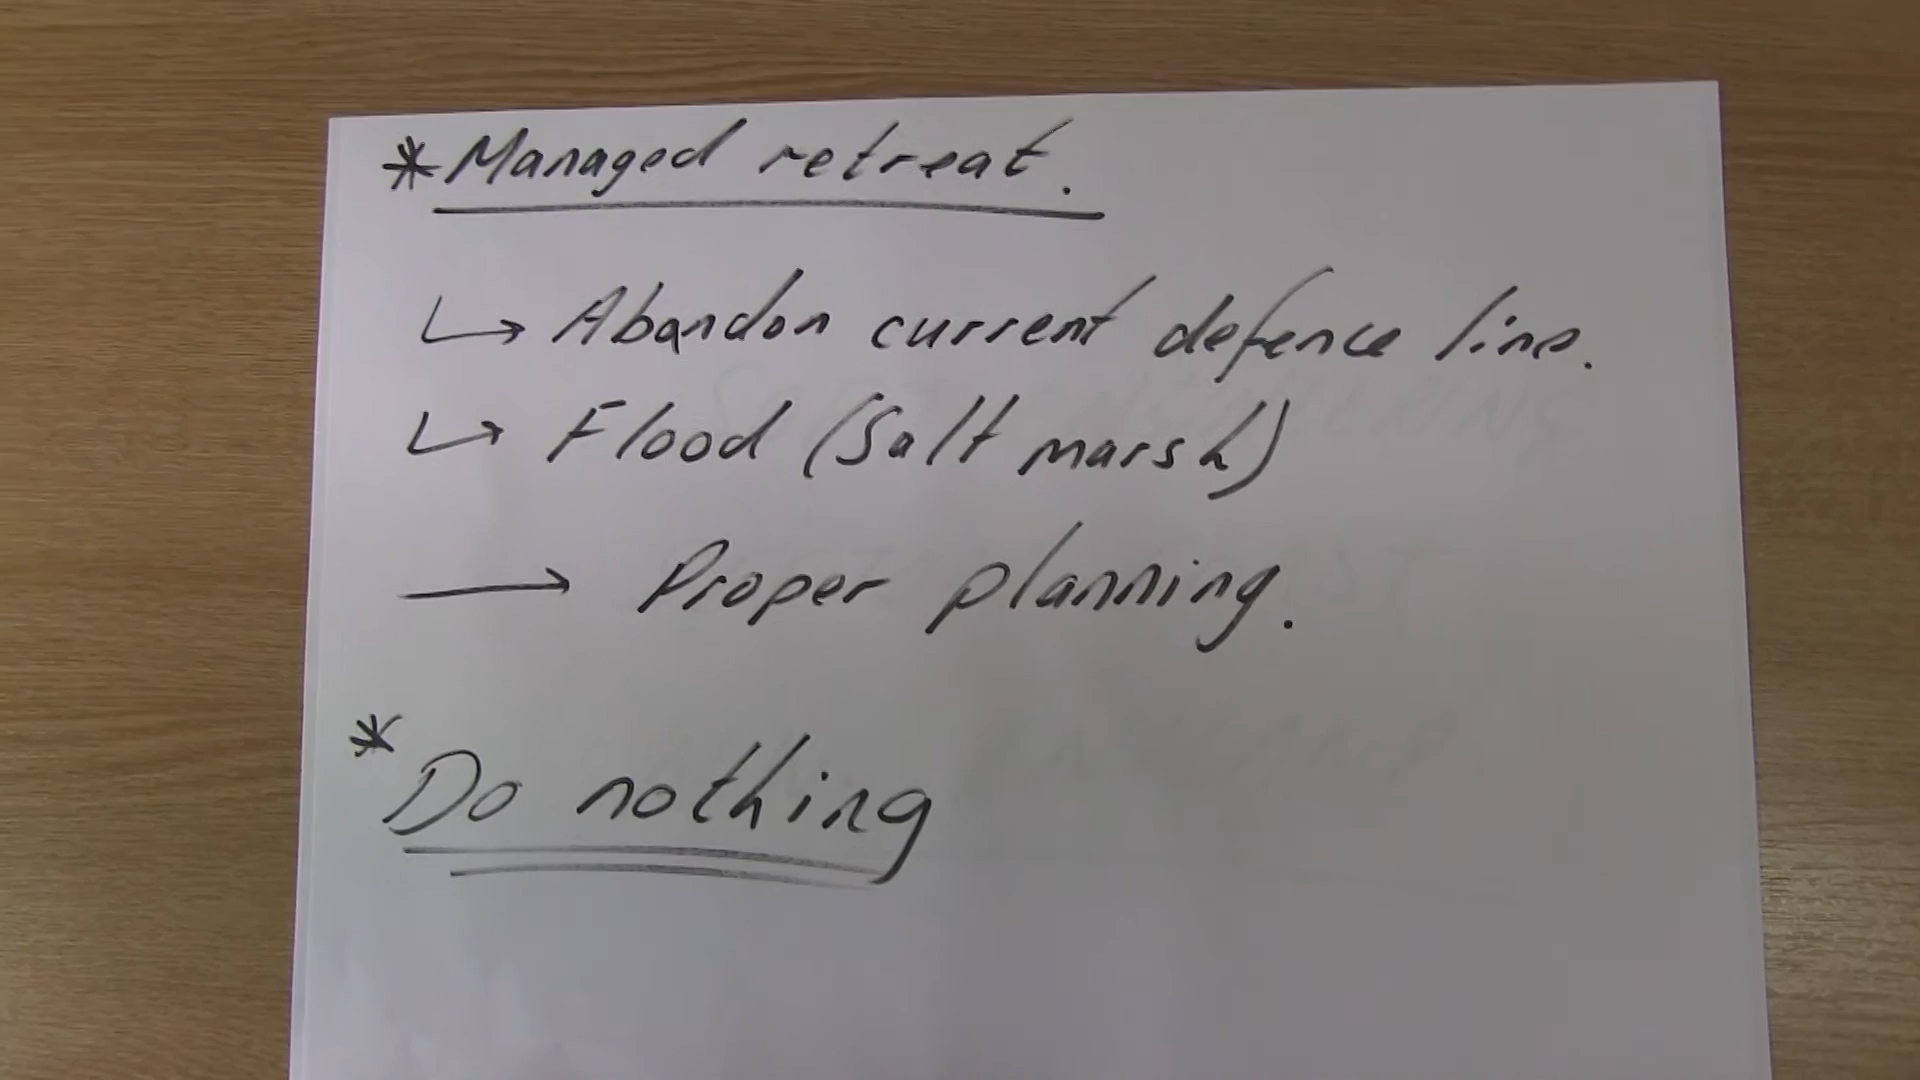 * Managed retreat.
↳ Abandon current defence line.
↳ Flood (Salt marsh)
→ Proper planning.
* Do nothing